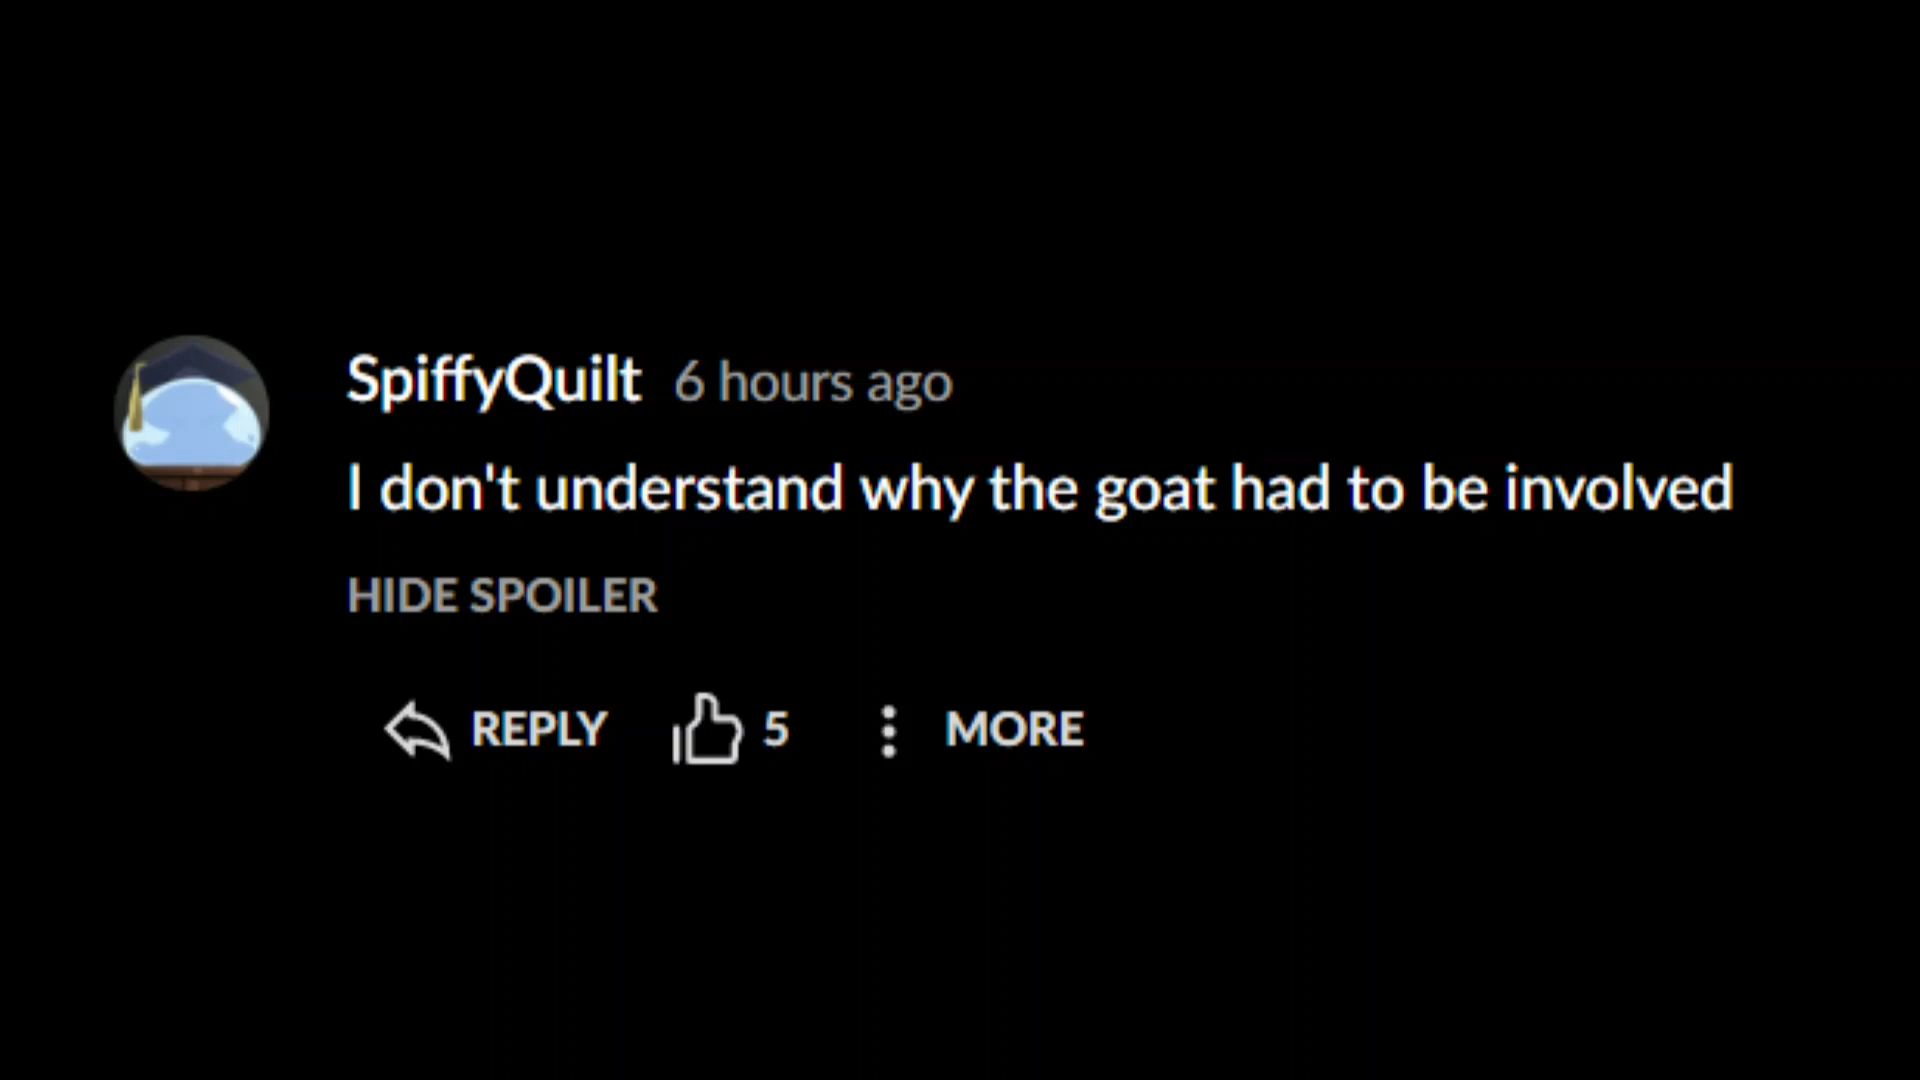 SpiffyQuilt 6 hours ago
I don't understand why the goat had to be involved
HIDE SPOILER
REPLY 5 MORE